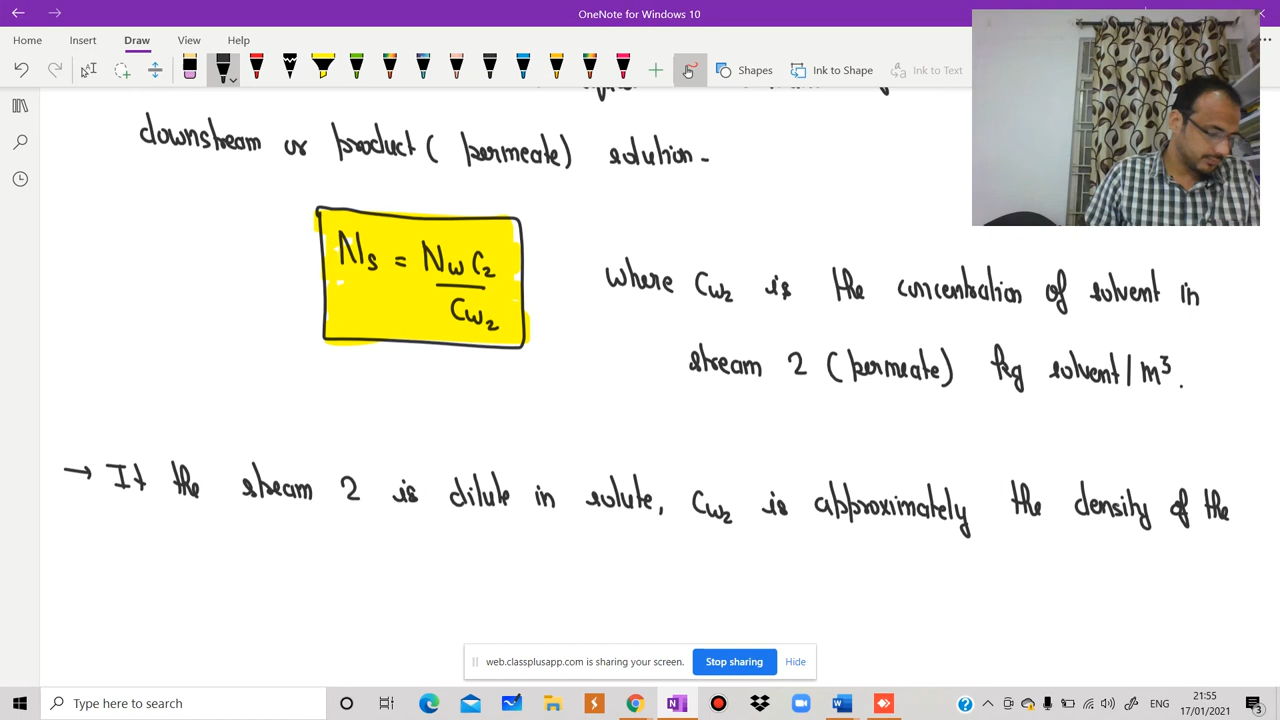 OneNote for Windows 10
Home Insert Draw View Help
Shapes Ink to Shape Ink to Text
downstream or product (permeate) solution.
Ns = Nw C2 / Cw2
where Cw2 is the concentration of solvent in
stream 2 (permeate) kg solvent/m³.
→ If the stream 2 is dilute in solute, Cw2 is approximately the density of the
web.classplusapp.com is sharing your screen. Stop sharing Hide
Type here to search
ENG
21:55
17/01/2021
3